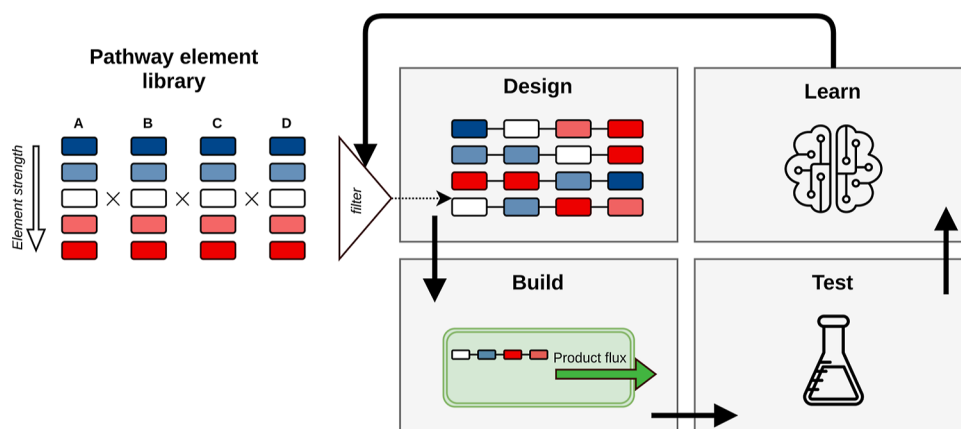 Pathway element
library
A B C D
Element strength
filter
Design
Learn
Build
Product flux
Test